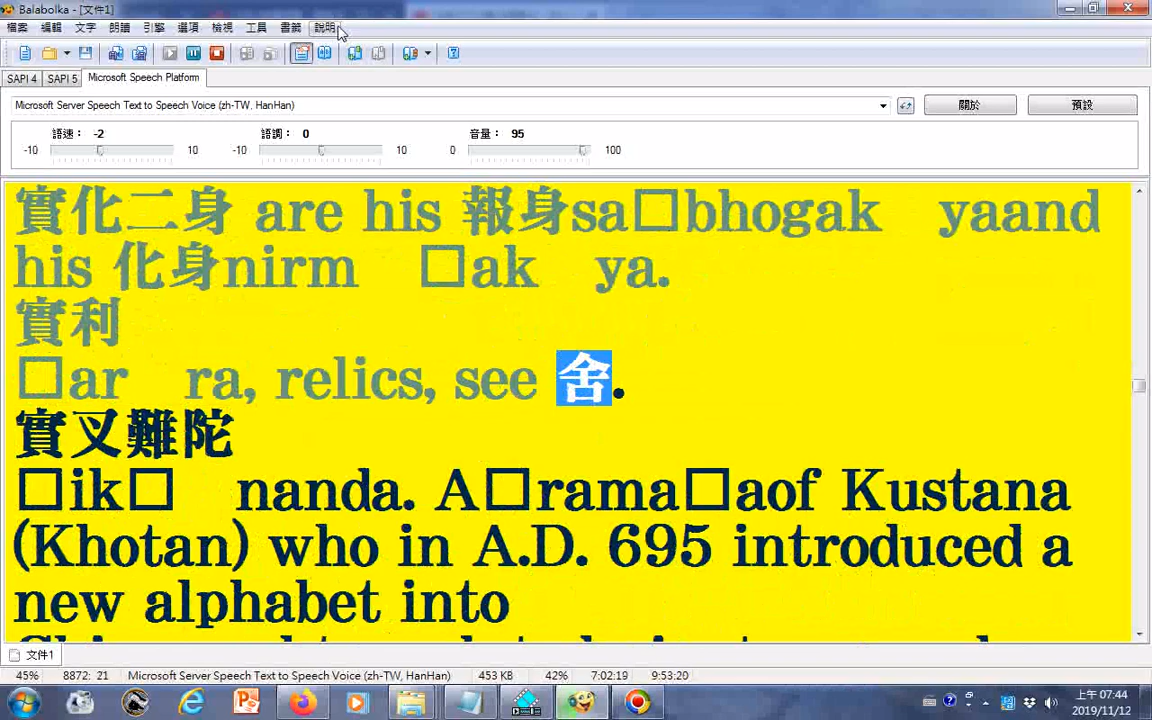 Balabolka - [文件1]
檔案 編輯 文字 朗讀 引擎 選項 檢視 工具 書籤 說明
SAPI 4 SAPI 5 Microsoft Speech Platform
Microsoft Server Speech Text to Speech Voice (zh-TW, HanHan) 關於 預設
語速： -2 語調： 0 音量： 95
-10 10 -10 10 0 100
實化二身 are his 報身sa□bhogak yaand
his 化身nirm □ak ya.
實利
□ar ra, relics, see 舍.
實叉難陀
□ik□ nanda. A□rama□aof Kustana
(Khotan) who in A.D. 695 introduced a
new alphabet into
文件1
45% 8872: 21 Microsoft Server Speech Text to Speech Voice (zh-TW, HanHan) 453 KB 42% 7:02:19 9:53:20
上午 07:44
2019/11/12